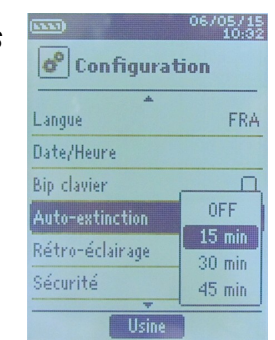 06/05/15
10:32
Configuration
Langue FRA
Date/Heure
Bip clavier
Auto-extinction
OFF
15 min
Rétro-éclairage
30 min
Sécurité
45 min
Usine